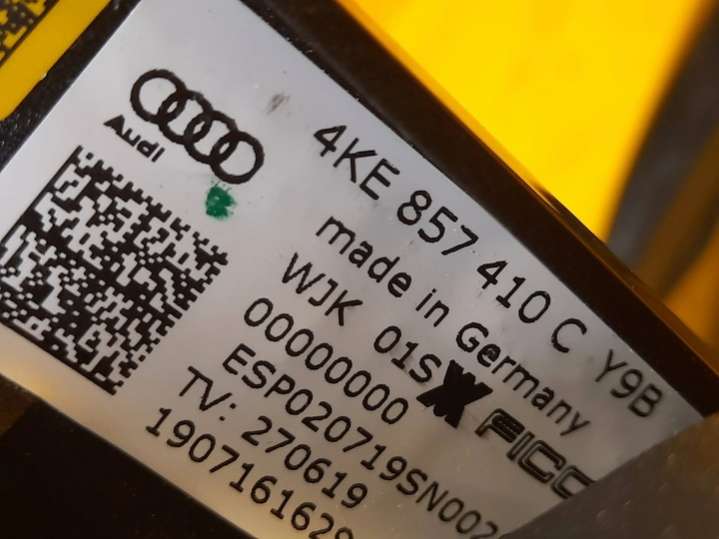 Audi
4KE 857 410 C Y9B
made in Germany
WJK 01S
00000000
ESP020719SN002
TV: 270619
1907161629